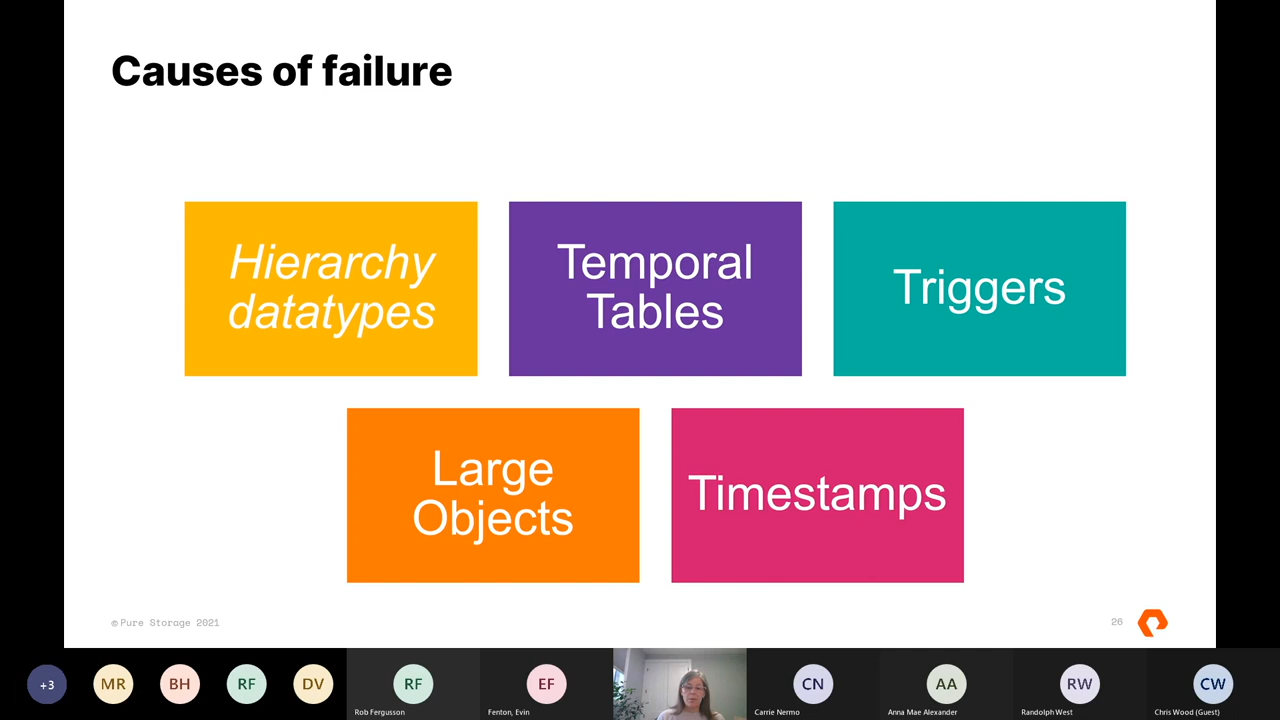 Causes of failure
Hierarchy
datatypes
Temporal
Tables
Triggers
Large
Objects
Timestamps
© Pure Storage 2021
26
+3
MR
BH
RF
DV
RF
Rob Fergusson
EF
Fenton, Evin
CN
Carrie Nermo
AA
Anna Mae Alexander
RW
Randolph West
CW
Chris Wood (Guest)